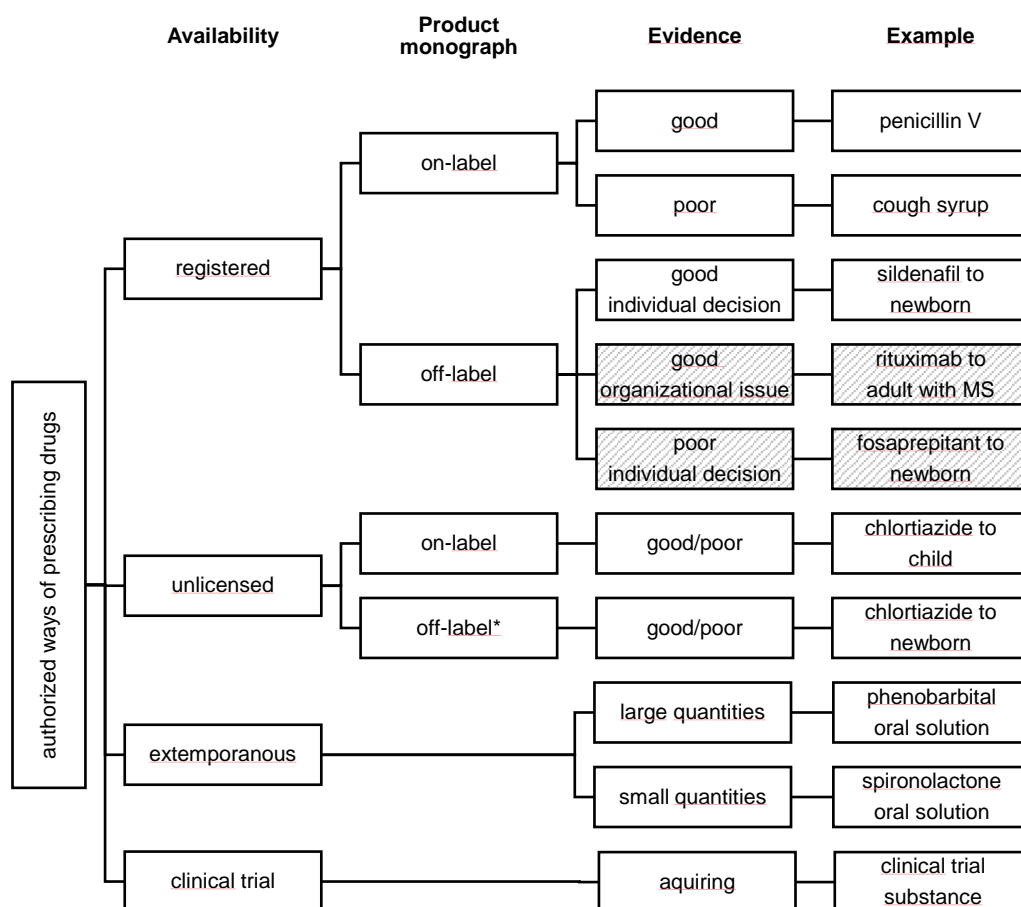 Availability
Product
monograph
Evidence
Example
authorized ways of prescribing drugs
registered
on-label
good
penicillin V
poor
cough syrup
off-label
good
individual decision
sildenafil to
newborn
good
organizational issue
rituximab to
adult with MS
poor
individual decision
fosaprepitant to
newborn
unlicensed
on-label
good/poor
chlortiazide to
child
off-label*
good/poor
chlortiazide to
newborn
extemporanous
large quantities
phenobarbital
oral solution
small quantities
spironolactone
oral solution
clinical trial
aquiring
clinical trial
substance